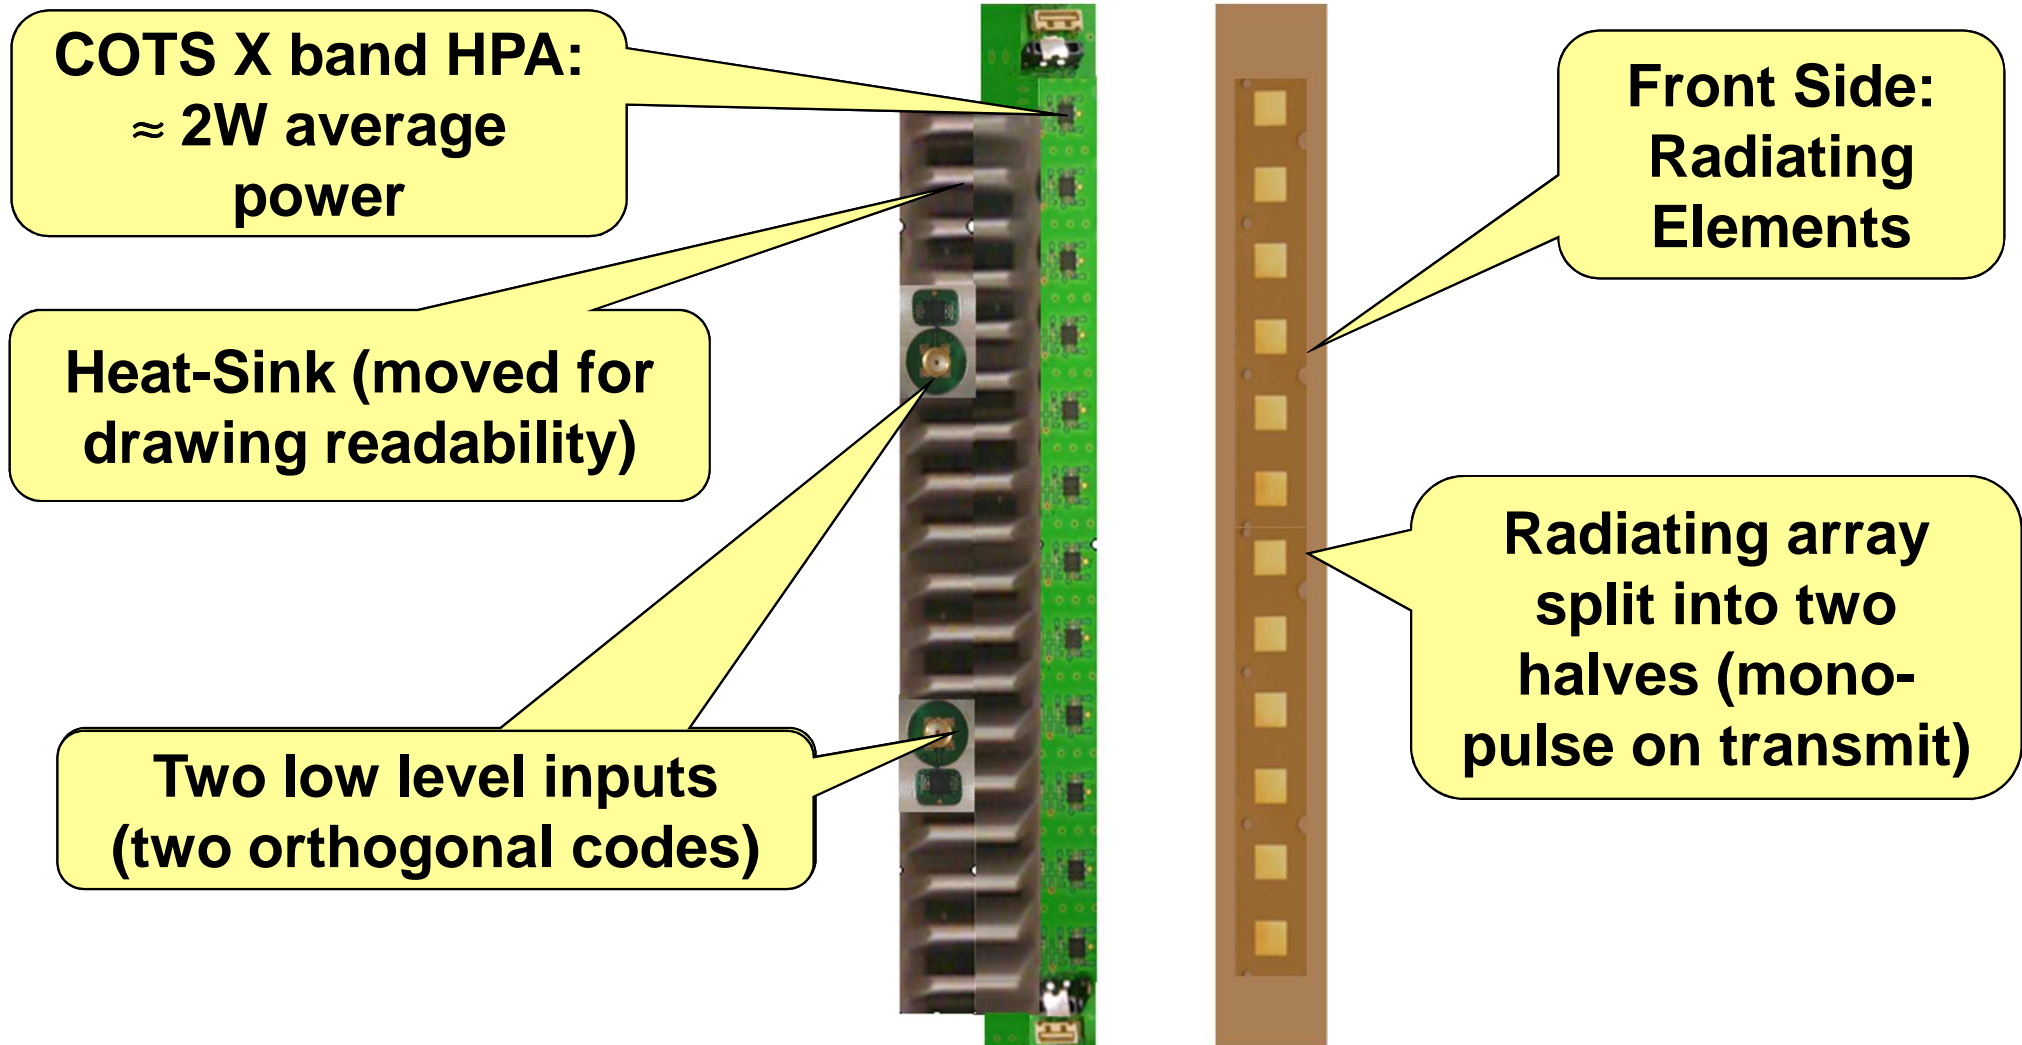 COTS X band HPA:
≈ 2W average
power
Heat-Sink (moved for
drawing readability)
Two low level inputs
(two orthogonal codes)
Front Side:
Radiating
Elements
Radiating array
split into two
halves (mono-
pulse on transmit)